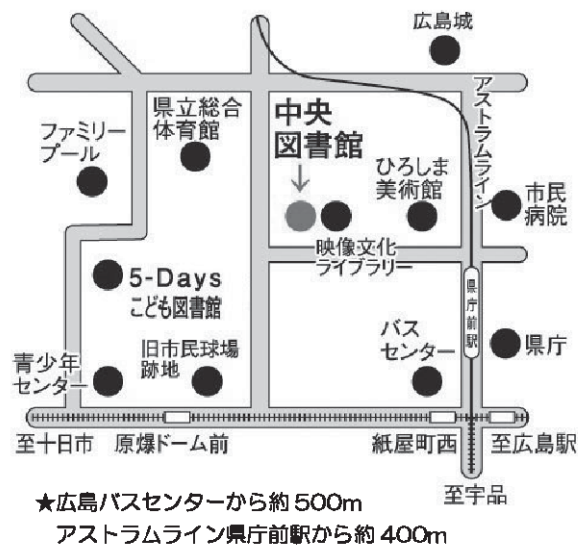 広島城
アストラムライン
県立総合
体育館
中央
図書館
ファミリー
プール
ひろしま
美術館
市民
病院
映像文化
ライブラリー
5-Days
こども図書館
県庁前駅
旧市民球場
跡地
バス
センター
県庁
青少年
センター
至十日市
原爆ドーム前
紙屋町西
至広島駅
至宇品
★広島バスセンターから約500m
アストラムライン県庁前駅から約400m